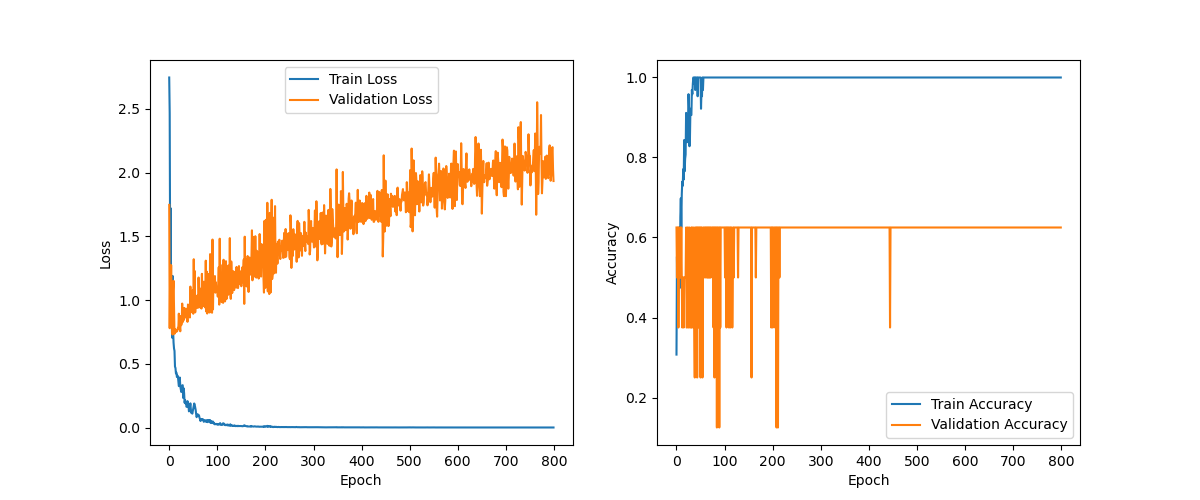 Train Loss
Validation Loss
2.5
2.0
1.5
1.0
0.5
0.0
Loss
0 100 200 300 400 500 600 700 800
Epoch
1.0
0.8
0.6
0.4
0.2
Accuracy
Train Accuracy
Validation Accuracy
0 100 200 300 400 500 600 700 800
Epoch